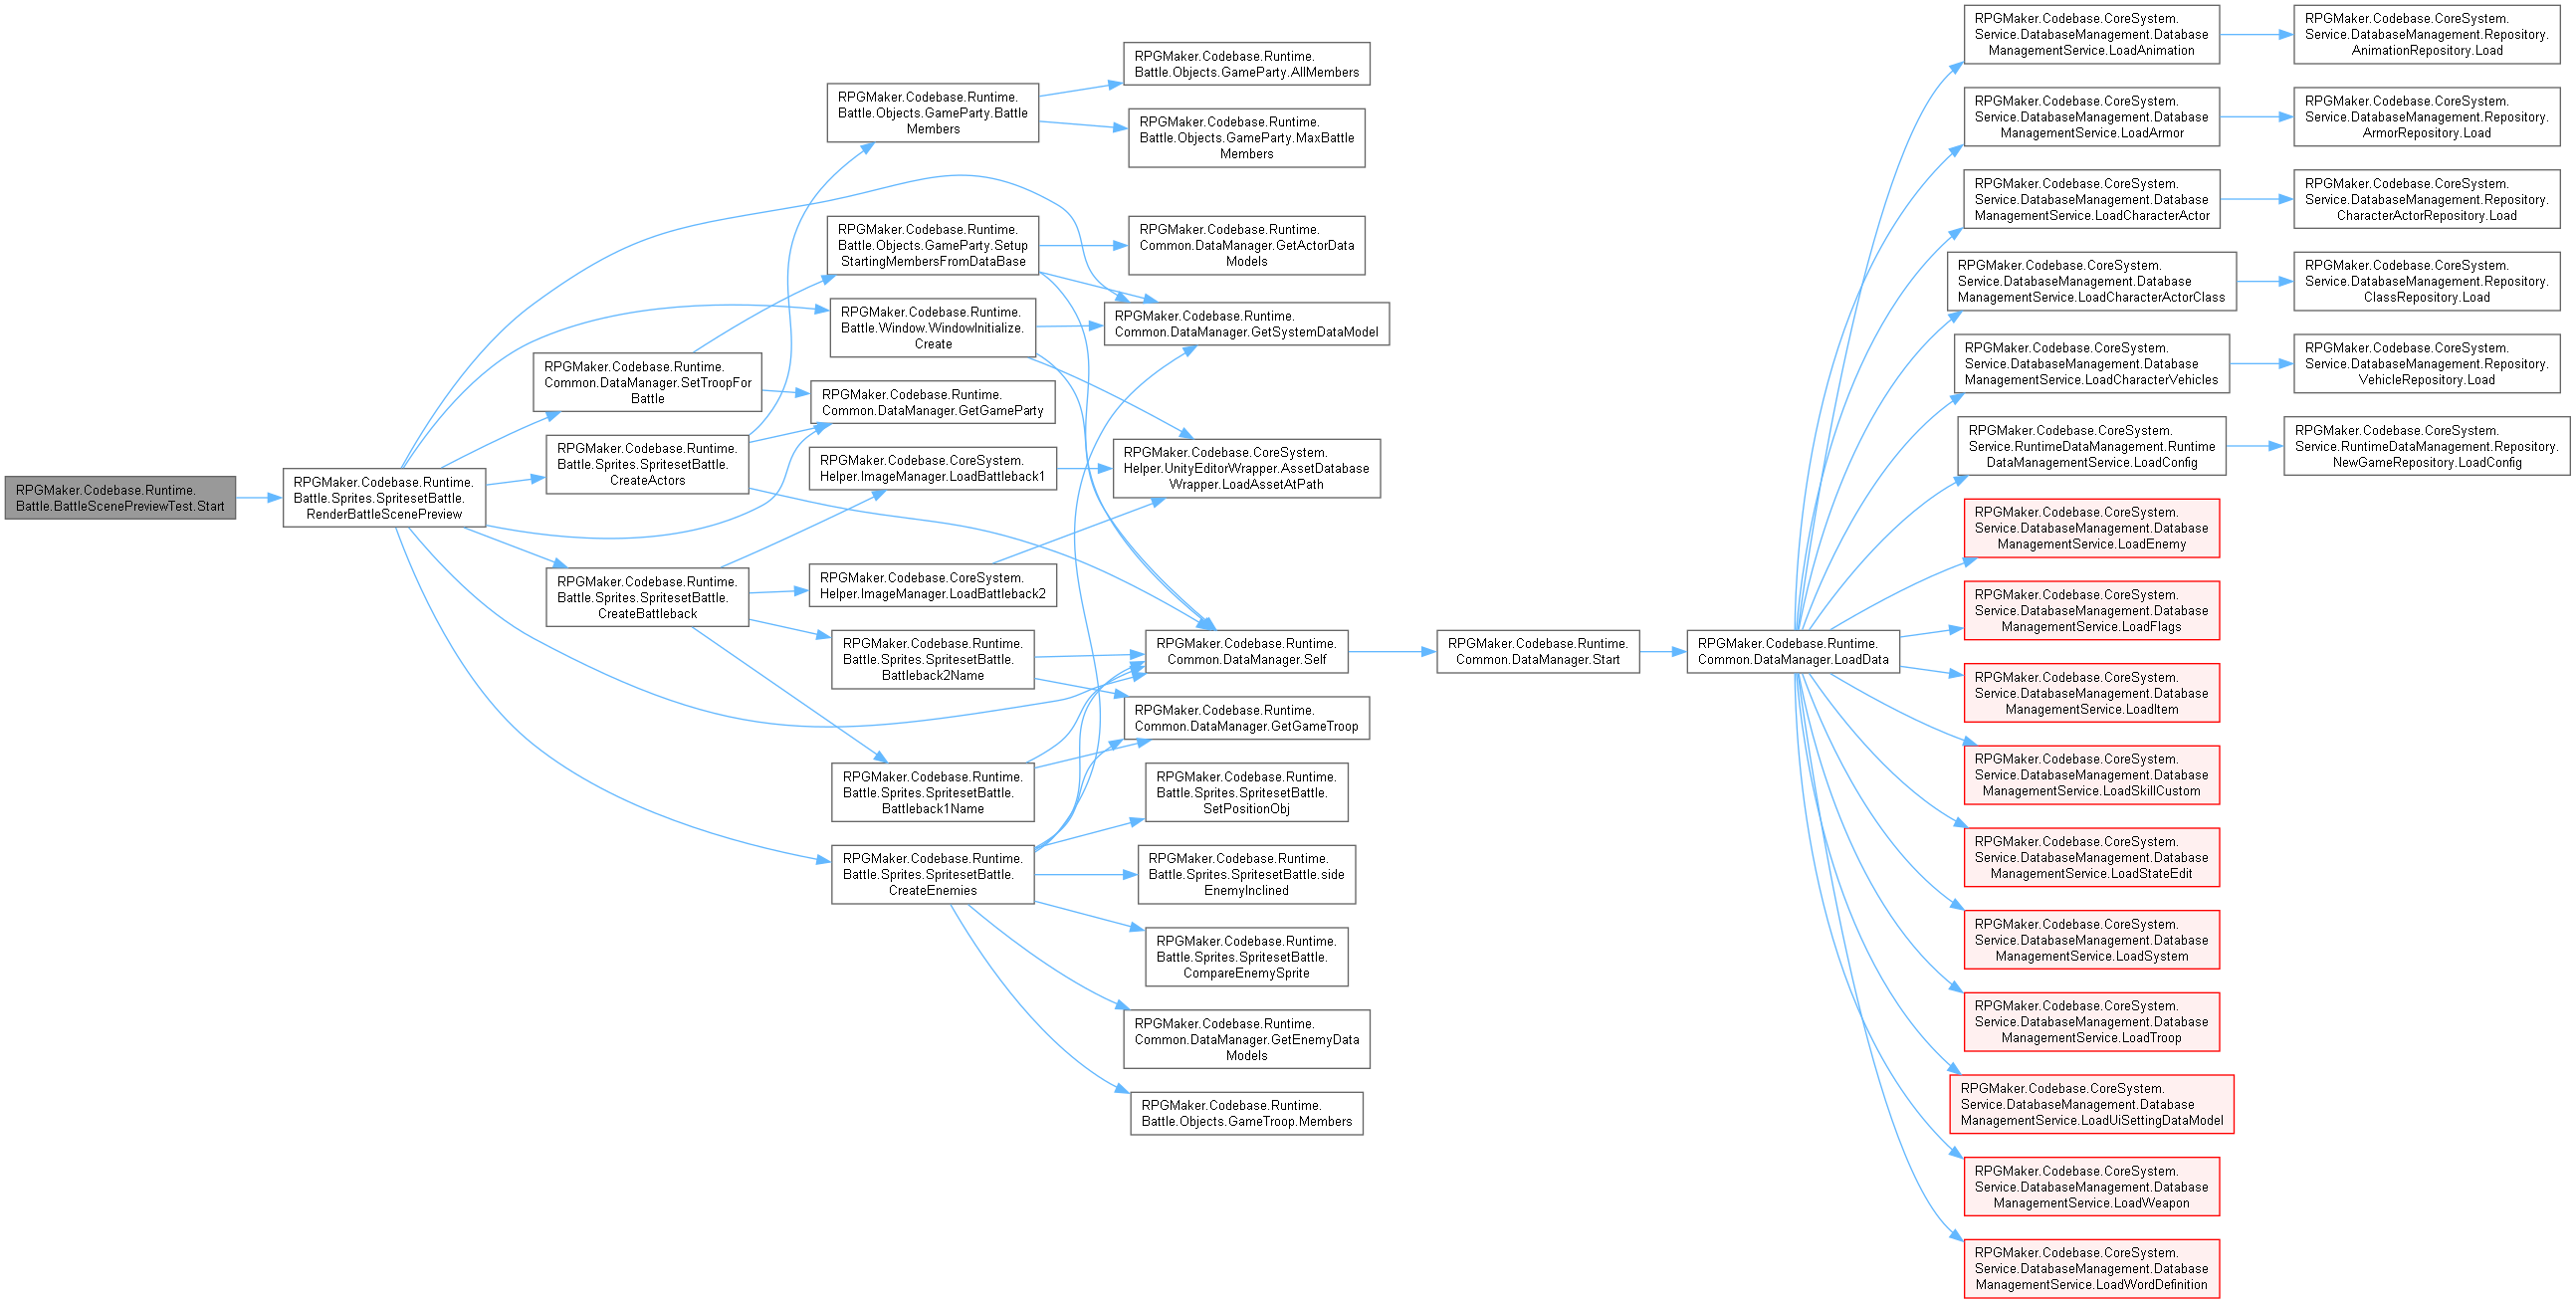 RPGMaker.Codebase.Runtime.
Battle.BattleScenePreviewTest.Start
RPGMaker.Codebase.Runtime.
Battle.Sprites.SpritesetBattle.
RenderBattleScenePreview
RPGMaker.Codebase.Runtime.
Common.DataManager.SetTroopFor
Battle
RPGMaker.Codebase.Runtime.
Battle.Sprites.SpritesetBattle.
CreateActors
RPGMaker.Codebase.Runtime.
Battle.Sprites.SpritesetBattle.
CreateBattleback
RPGMaker.Codebase.Runtime.
Battle.Objects.GameParty.Battle
Members
RPGMaker.Codebase.Runtime.
Battle.Objects.GameParty.Setup
StartingMembersFromDataBase
RPGMaker.Codebase.Runtime.
Battle.Window.WindowInitialize.
Create
RPGMaker.Codebase.Runtime.
Common.DataManager.GetGameParty
RPGMaker.Codebase.CoreSystem.
Helper.ImageManager.LoadBattleback1
RPGMaker.Codebase.CoreSystem.
Helper.ImageManager.LoadBattleback2
RPGMaker.Codebase.Runtime.
Battle.Sprites.SpritesetBattle.
Battleback2Name
RPGMaker.Codebase.Runtime.
Battle.Sprites.SpritesetBattle.
Battleback1Name
RPGMaker.Codebase.Runtime.
Battle.Sprites.SpritesetBattle.
CreateEnemies
RPGMaker.Codebase.Runtime.
Battle.Objects.GameParty.AllMembers
RPGMaker.Codebase.Runtime.
Battle.Objects.GameParty.MaxBattle
Members
RPGMaker.Codebase.Runtime.
Common.DataManager.GetActorData
Models
RPGMaker.Codebase.Runtime.
Common.DataManager.GetSystemDataModel
RPGMaker.Codebase.CoreSystem.
Helper.UnityEditorWrapper.AssetDatabase
Wrapper.LoadAssetAtPath
RPGMaker.Codebase.Runtime.
Common.DataManager.Self
RPGMaker.Codebase.Runtime.
Common.DataManager.GetGameTroop
RPGMaker.Codebase.Runtime.
Battle.Sprites.SpritesetBattle.
SetPositionObj
RPGMaker.Codebase.Runtime.
Battle.Sprites.SpritesetBattle.side
EnemyInclined
RPGMaker.Codebase.Runtime.
Battle.Sprites.SpritesetBattle.
CompareEnemySprite
RPGMaker.Codebase.Runtime.
Common.DataManager.GetEnemyData
Models
RPGMaker.Codebase.Runtime.
Battle.Objects.GameTroop.Members
RPGMaker.Codebase.Runtime.
Common.DataManager.Start
RPGMaker.Codebase.Runtime.
Common.DataManager.LoadData
RPGMaker.Codebase.CoreSystem.
Service.DatabaseManagement.Database
ManagementService.LoadAnimation
RPGMaker.Codebase.CoreSystem.
Service.DatabaseManagement.Database
ManagementService.LoadArmor
RPGMaker.Codebase.CoreSystem.
Service.DatabaseManagement.Database
ManagementService.LoadCharacterActor
RPGMaker.Codebase.CoreSystem.
Service.DatabaseManagement.Database
ManagementService.LoadCharacterActorClass
RPGMaker.Codebase.CoreSystem.
Service.DatabaseManagement.Database
ManagementService.LoadCharacterVehicles
RPGMaker.Codebase.CoreSystem.
Service.RuntimeDataManagement.Runtime
DataManagementService.LoadConfig
RPGMaker.Codebase.CoreSystem.
Service.DatabaseManagement.Database
ManagementService.LoadEnemy
RPGMaker.Codebase.CoreSystem.
Service.DatabaseManagement.Database
ManagementService.LoadFlags
RPGMaker.Codebase.CoreSystem.
Service.DatabaseManagement.Database
ManagementService.LoadItem
RPGMaker.Codebase.CoreSystem.
Service.DatabaseManagement.Database
ManagementService.LoadSkillCustom
RPGMaker.Codebase.CoreSystem.
Service.DatabaseManagement.Database
ManagementService.LoadStateEdit
RPGMaker.Codebase.CoreSystem.
Service.DatabaseManagement.Database
ManagementService.LoadSystem
RPGMaker.Codebase.CoreSystem.
Service.DatabaseManagement.Database
ManagementService.LoadTroop
RPGMaker.Codebase.CoreSystem.
Service.DatabaseManagement.Database
ManagementService.LoadUiSettingDataModel
RPGMaker.Codebase.CoreSystem.
Service.DatabaseManagement.Database
ManagementService.LoadWeapon
RPGMaker.Codebase.CoreSystem.
Service.DatabaseManagement.Database
ManagementService.LoadWordDefinition
RPGMaker.Codebase.CoreSystem.
Service.DatabaseManagement.Repository.
AnimationRepository.Load
RPGMaker.Codebase.CoreSystem.
Service.DatabaseManagement.Repository.
ArmorRepository.Load
RPGMaker.Codebase.CoreSystem.
Service.DatabaseManagement.Repository.
CharacterActorRepository.Load
RPGMaker.Codebase.CoreSystem.
Service.DatabaseManagement.Repository.
ClassRepository.Load
RPGMaker.Codebase.CoreSystem.
Service.DatabaseManagement.Repository.
VehicleRepository.Load
RPGMaker.Codebase.CoreSystem.
Service.RuntimeDataManagement.Repository.
NewGameRepository.LoadConfig